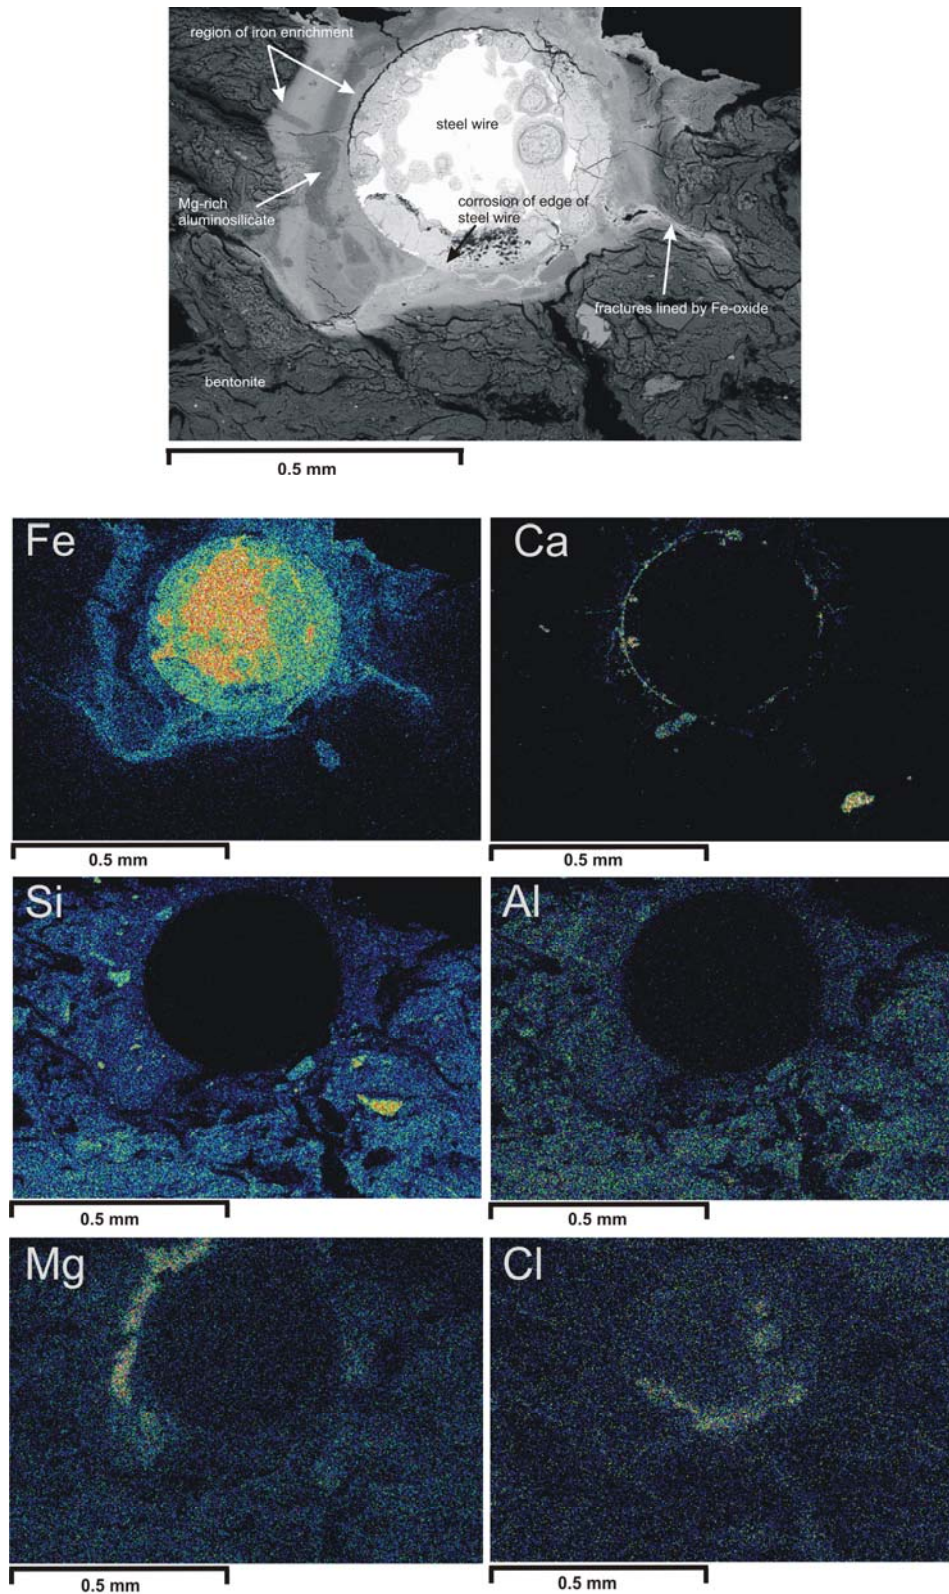 region of iron enrichment
steel wire
Mg-rich
aluminosilicate
corrosion of edge of
steel wire
fractures lined by Fe-oxide
bentonite
0.5 mm
Fe
Ca
0.5 mm
0.5 mm
Si
Al
0.5 mm
0.5 mm
Mg
Cl
0.5 mm
0.5 mm